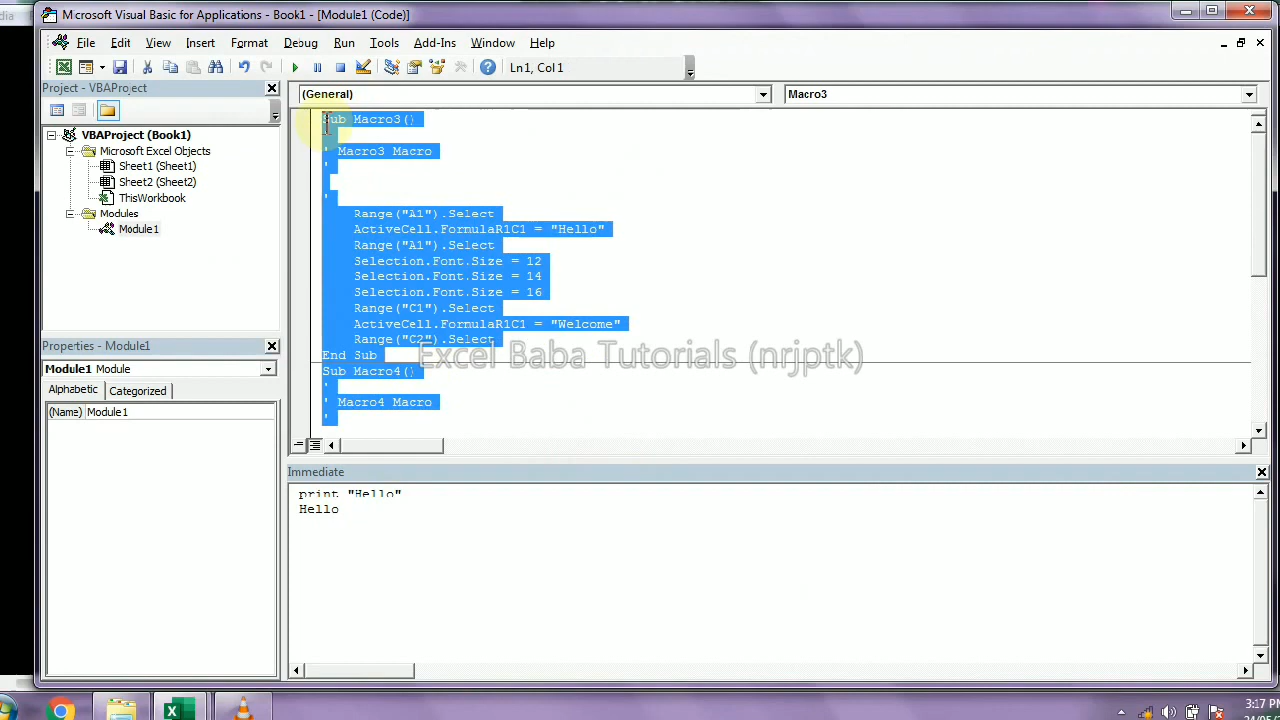 Microsoft Visual Basic for Applications - Book1 - [Module1 (Code)]
File Edit View Insert Format Debug Run Tools Add-Ins Window Help
Ln1, Col 1
Project - VBAProject
(General)
Macro3
VBAProject (Book1)
Microsoft Excel Objects
Sheet1 (Sheet1)
Sheet2 (Sheet2)
ThisWorkbook
Modules
Module1
Sub Macro3()
'
' Macro3 Macro
'

'
Range("A1").Select
ActiveCell.FormulaR1C1 = "Hello"
Range("A1").Select
Selection.Font.Size = 12
Selection.Font.Size = 14
Selection.Font.Size = 16
Range("C1").Select
ActiveCell.FormulaR1C1 = "Welcome"
Range("C2").Select
End Sub
Sub Macro4()
'
' Macro4 Macro
'
Excel Baba Tutorials (nrjptk)
Properties - Module1
Module1 Module
Alphabetic Categorized
(Name) Module1
Immediate
print "Hello"
Hello
3:17 PM